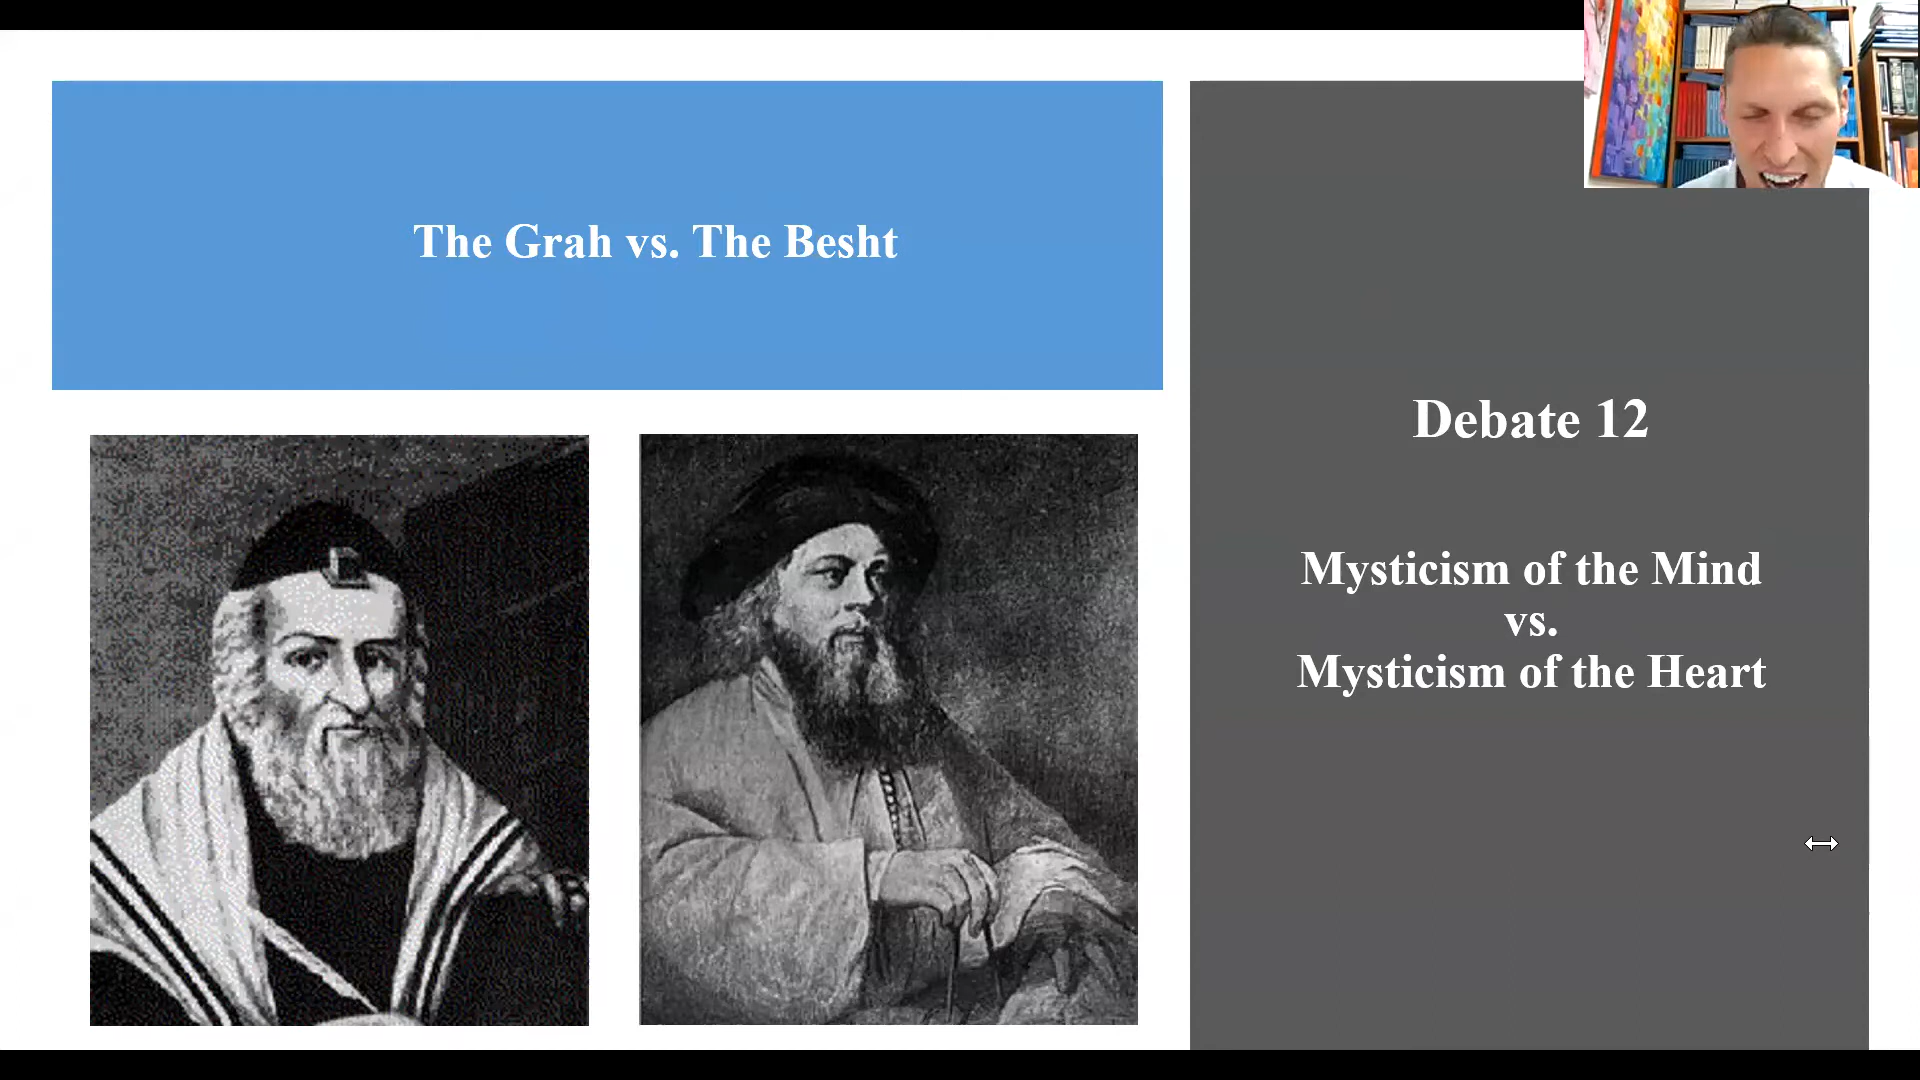 The Grah vs. The Besht
Debate 12
Mysticism of the Mind
vs.
Mysticism of the Heart